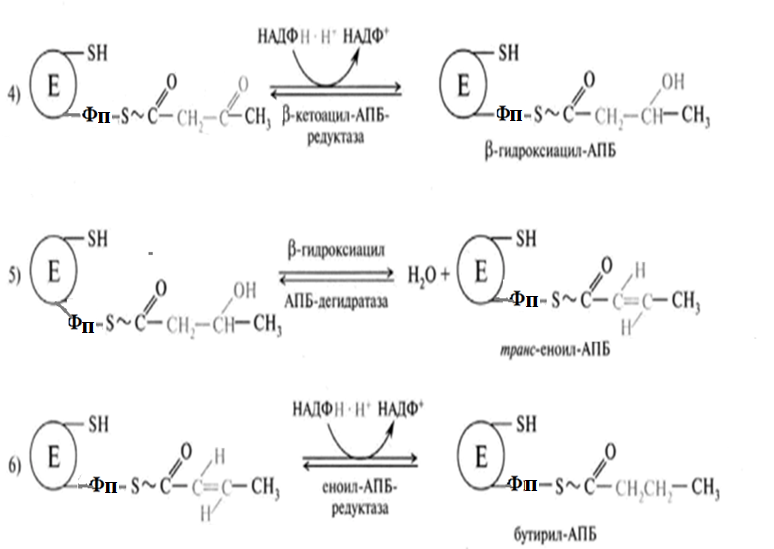 4)
SH
E
Фп–S~C–CH₂–C–CH₃
O
O
НАДФН · Н⁺ НАДФ⁺
β-кетоацил-АПБ-
редуктаза
SH
E
Фп–S~C–CH₂–CH–CH₃
O
OH
β-гидроксиацил-АПБ
5)
SH
E
Фп–S~C–CH₂–CH–CH₃
O
OH
β-гидроксиацил
АПБ-дегидратаза
H₂O +
SH
E
Фп–S~C–C=C–CH₃
O
H
H
транс-еноил-АПБ
6)
SH
E
Фп–S~C–C=C–CH₃
O
H
H
НАДФН · Н⁺ НАДФ⁺
еноил-АПБ-
редуктаза
SH
E
Фп–S~C–CH₂CH₂–CH₃
O
бутирил-АПБ